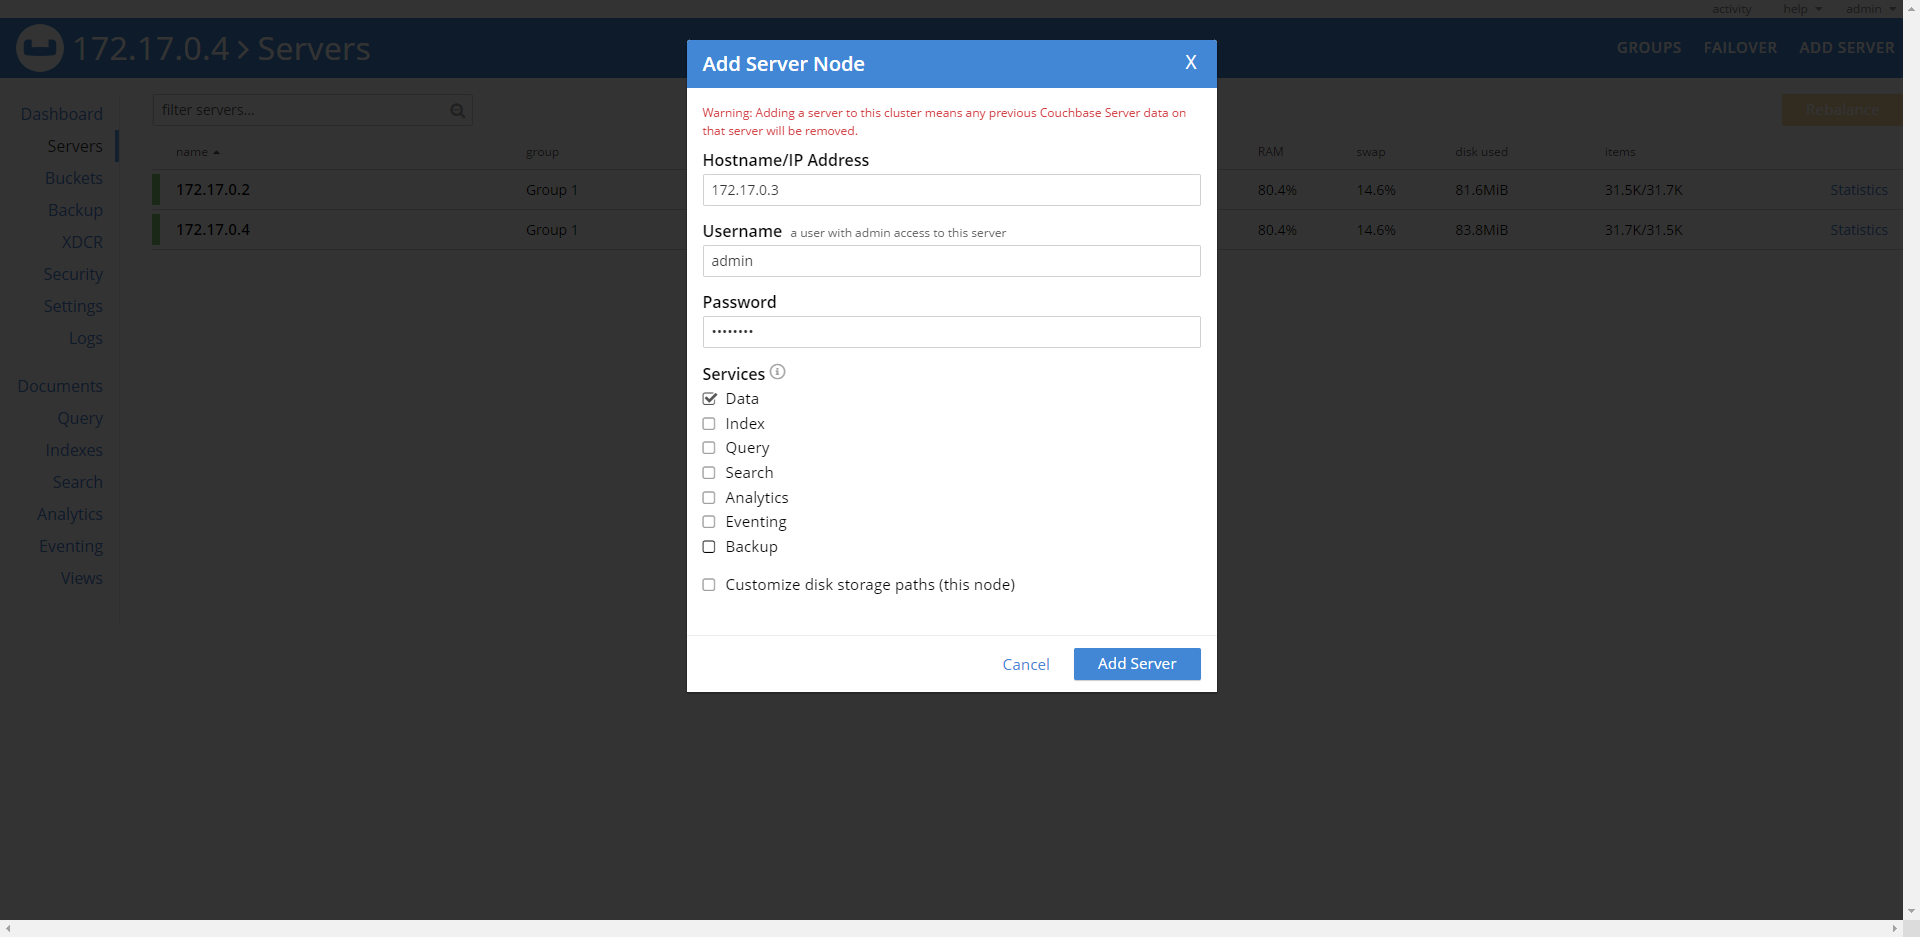 activity help admin
172.17.0.4 > Servers
GROUPS FAILOVER ADD SERVER
Add Server Node X
Dashboard
Servers
Buckets
Backup
XDCR
Security
Settings
Logs
Documents
Query
Indexes
Search
Analytics
Eventing
Views
filter servers...
Rebalance
name group RAM swap disk used items
172.17.0.2 Group 1 80.4% 14.6% 81.6MiB 31.5K/31.7K Statistics
172.17.0.4 Group 1 80.4% 14.6% 83.8MiB 31.7K/31.5K Statistics
Warning: Adding a server to this cluster means any previous Couchbase Server data on
that server will be removed.
Hostname/IP Address
172.17.0.3
Username a user with admin access to this server
admin
Password
••••••••
Services
Data
Index
Query
Search
Analytics
Eventing
Backup
Customize disk storage paths (this node)
Cancel Add Server